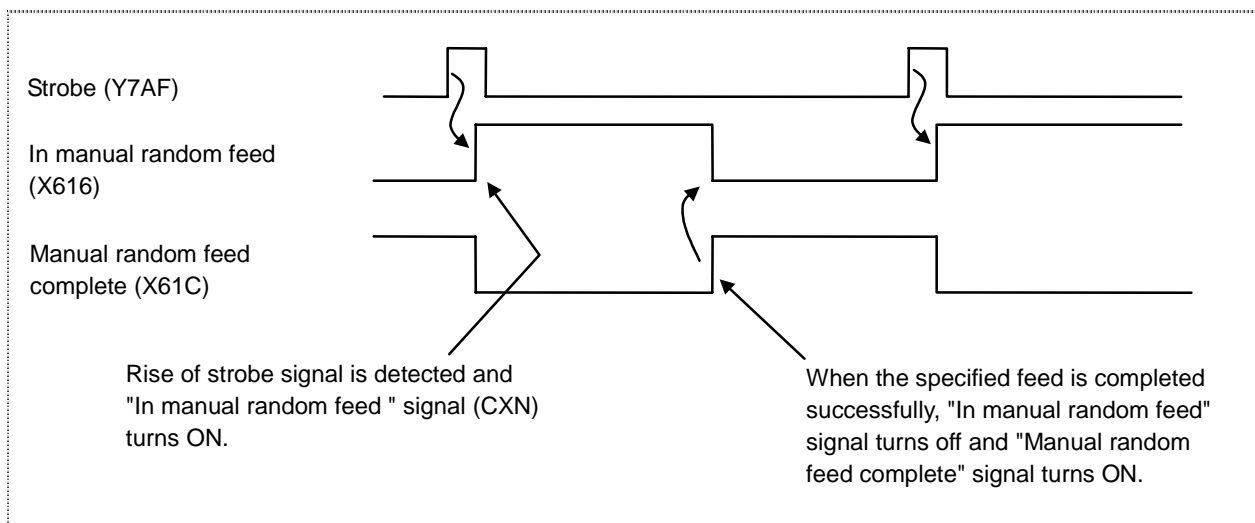 Strobe (Y7AF)
In manual random feed
(X616)
Manual random feed
complete (X61C)
Rise of strobe signal is detected and
"In manual random feed " signal (CXN)
turns ON.
When the specified feed is completed
successfully, "In manual random feed"
signal turns off and "Manual random
feed complete" signal turns ON.